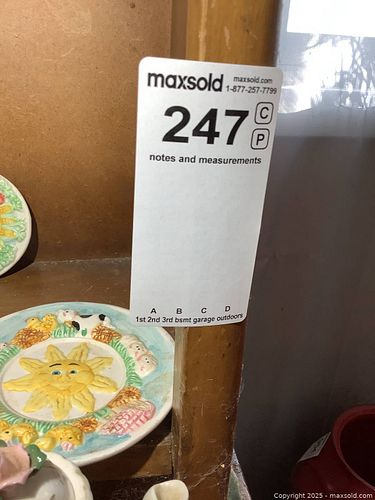 maxsold maxsold.com
1-877-257-7799
247 C
P
notes and measurements
A B C D
1st 2nd 3rd bsmt garage outdoors
Copyright 2025 - maxsold.com